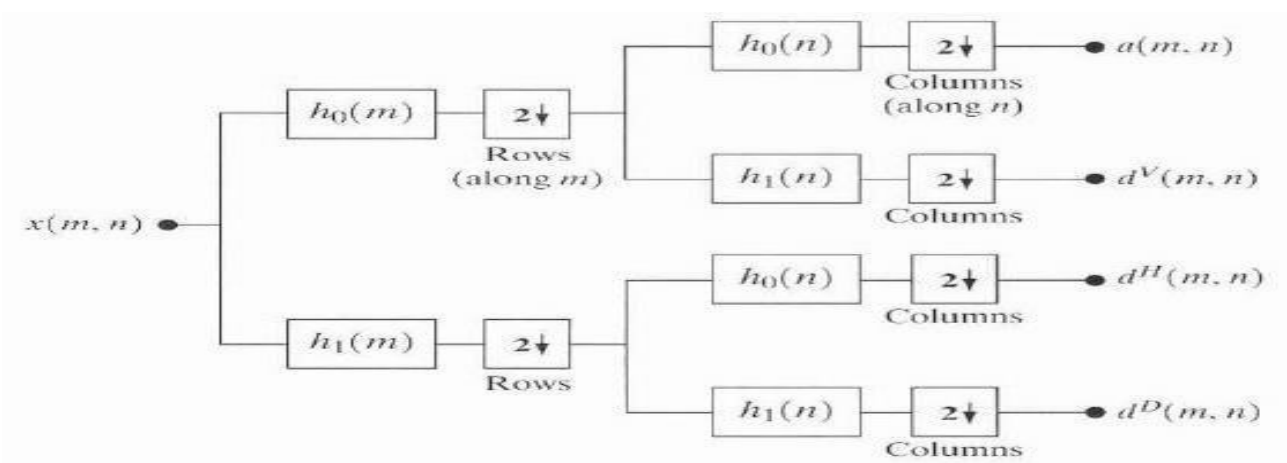 h₀(n) 2↓ a(m, n)
Columns
(along n)
h₀(m) 2↓
Rows
(along m)
h₁(n) 2↓ dⱽ(m, n)
Columns
x(m, n)
h₀(n) 2↓ dᴴ(m, n)
Columns
h₁(m) 2↓
Rows
h₁(n) 2↓ dᴰ(m, n)
Columns